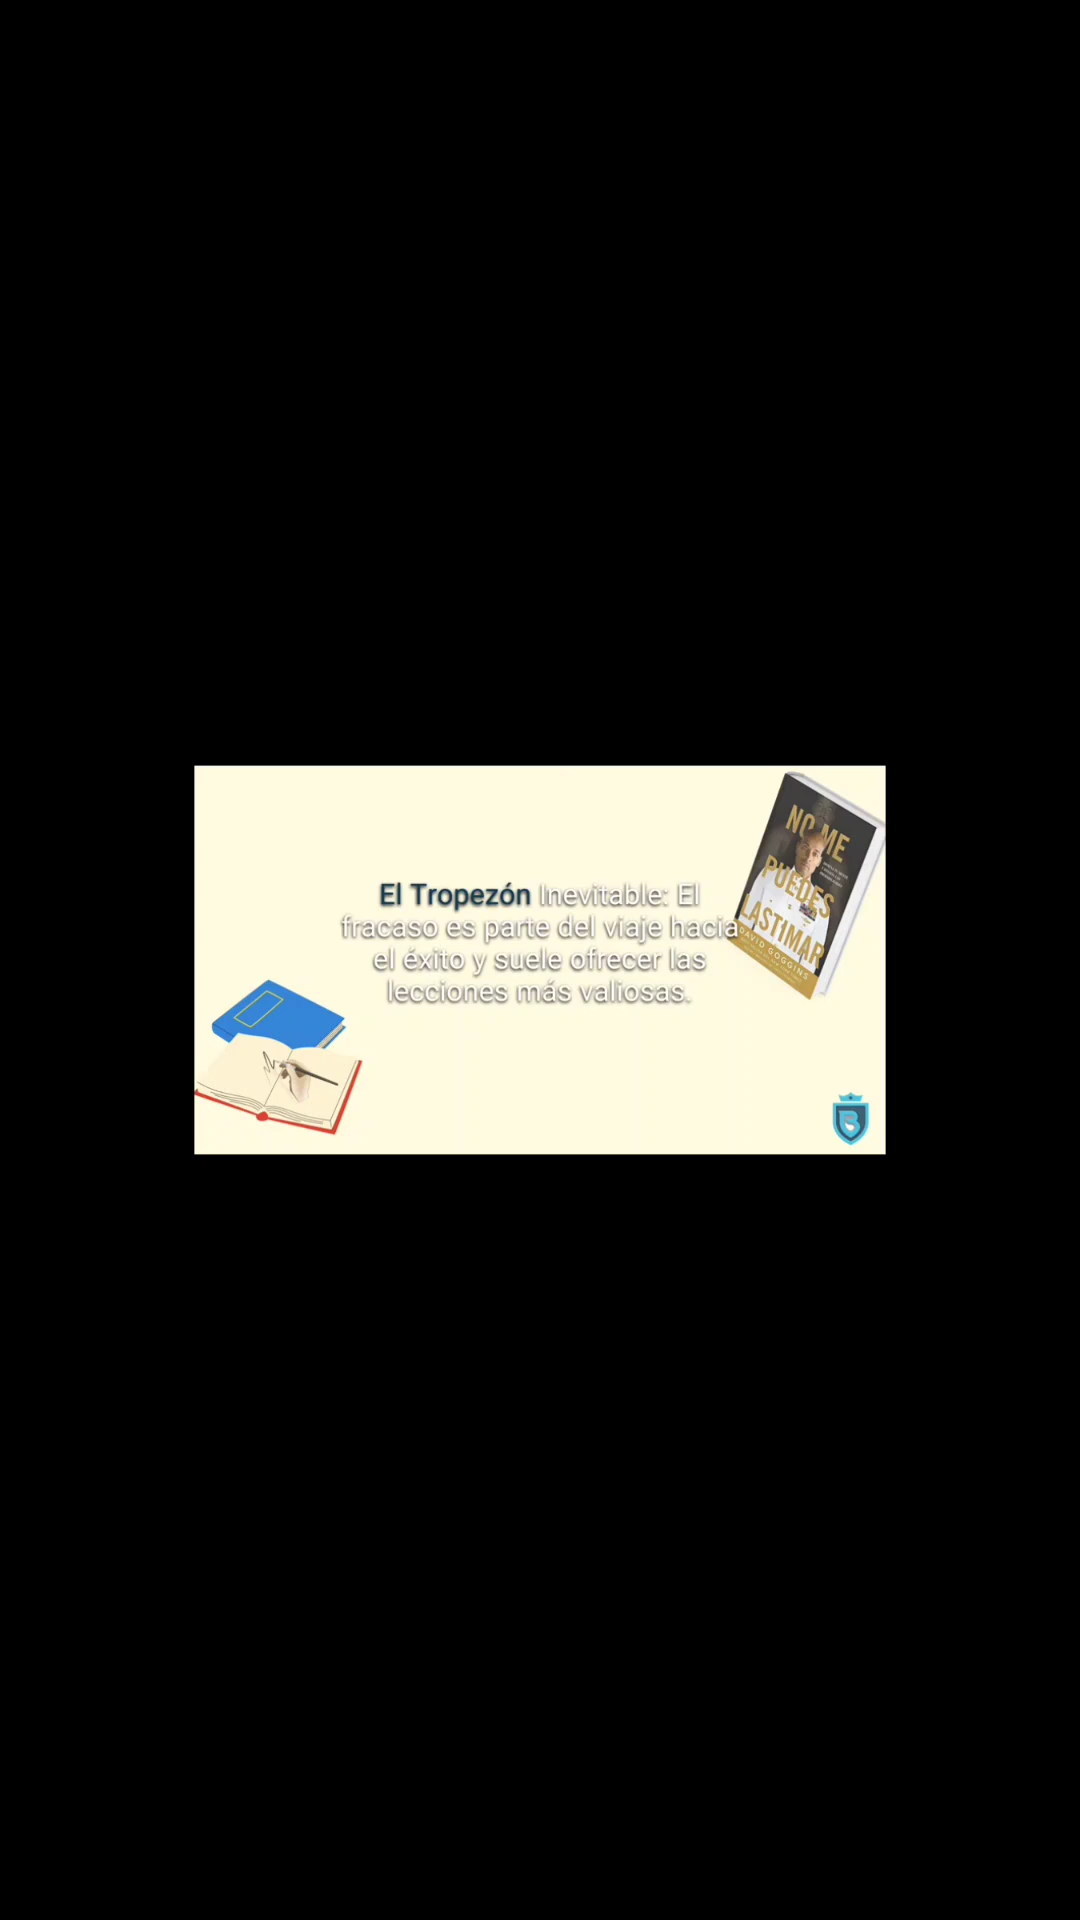 El Tropezón Inevitable: El
fracaso es parte del viaje hacia
el éxito y suele ofrecer las
lecciones más valiosas.
NO ME
PUEDES
LASTIMAR
DAVID GOGGINS